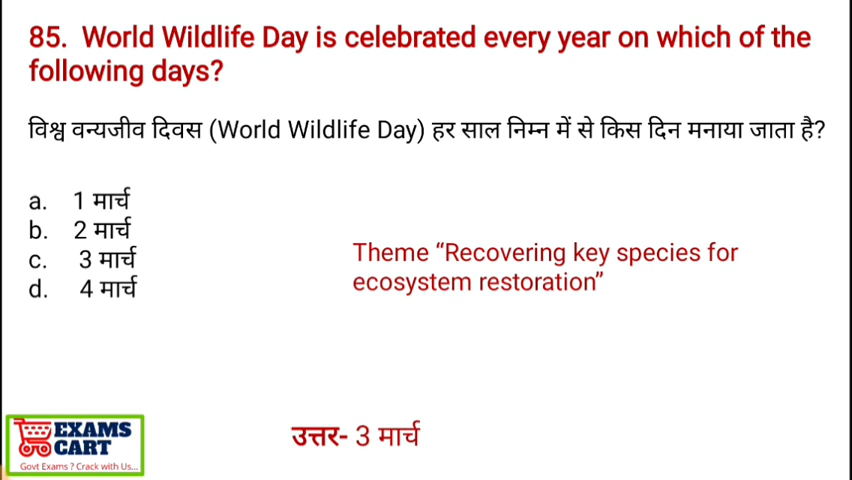 85. World Wildlife Day is celebrated every year on which of the
following days?
विश्व वन्यजीव दिवस (World Wildlife Day) हर साल निम्न में से किस दिन मनाया जाता है?
a. 1 मार्च
b. 2 मार्च
c. 3 मार्च
d. 4 मार्च
Theme “Recovering key species for
ecosystem restoration”
उत्तर- 3 मार्च
EXAMS
CART
Govt Exams ? Crack with Us...